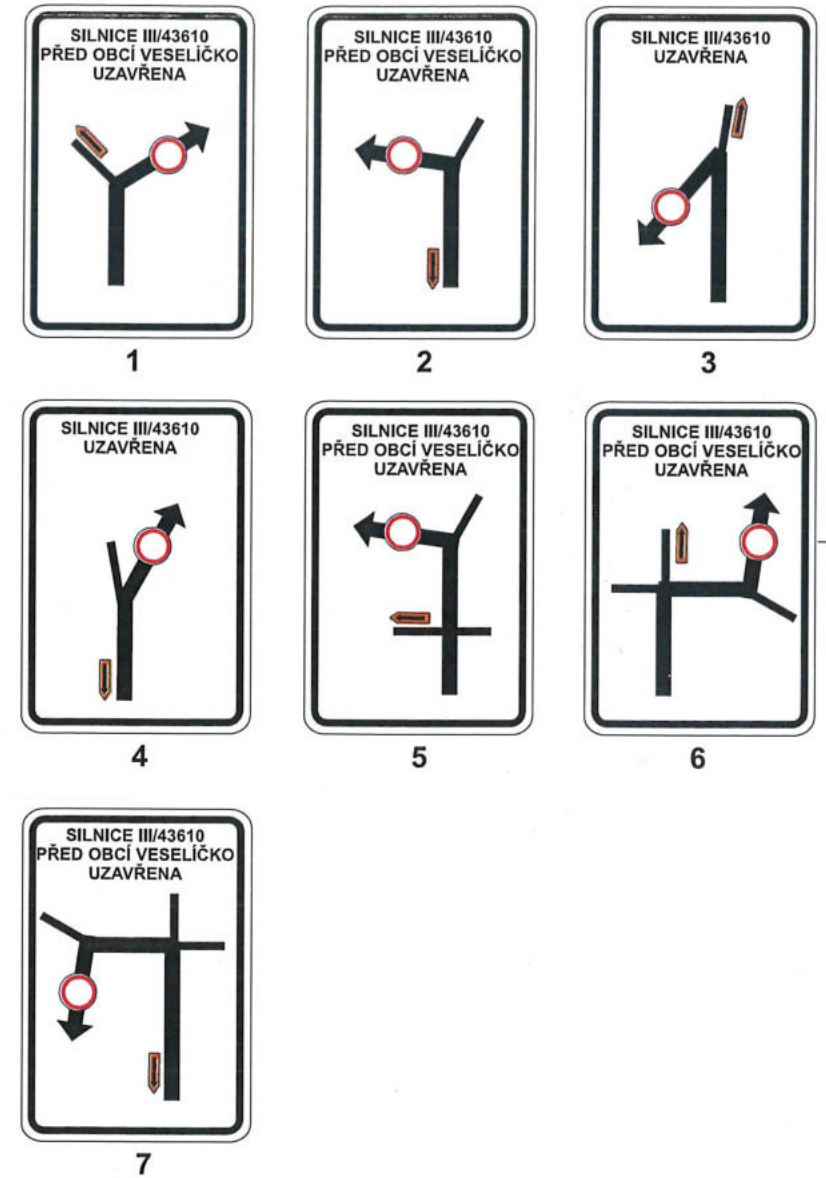 SILNICE III/43610
PŘED OBCÍ VESELÍČKO
UZAVŘENA
1
SILNICE III/43610
PŘED OBCÍ VESELÍČKO
UZAVŘENA
2
SILNICE III/43610
UZAVŘENA
3
SILNICE III/43610
UZAVŘENA
4
SILNICE III/43610
PŘED OBCÍ VESELÍČKO
UZAVŘENA
5
SILNICE III/43610
PŘED OBCÍ VESELÍČKO
UZAVŘENA
6
SILNICE III/43610
PŘED OBCÍ VESELÍČKO
UZAVŘENA
7